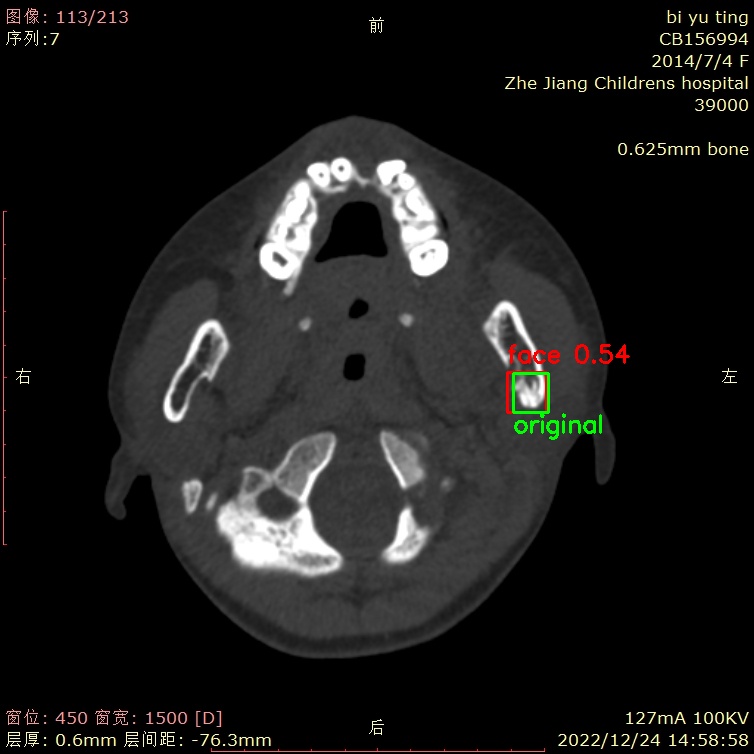 图像: 113/213
序列:7
前
bi yu ting
CB156994
2014/7/4 F
Zhe Jiang Childrens hospital
39000
0.625mm bone
face 0.54
右
左
original
窗位: 450 窗宽: 1500 [D]
层厚: 0.6mm 层间距: -76.3mm
后
127mA 100KV
2022/12/24 14:58:58